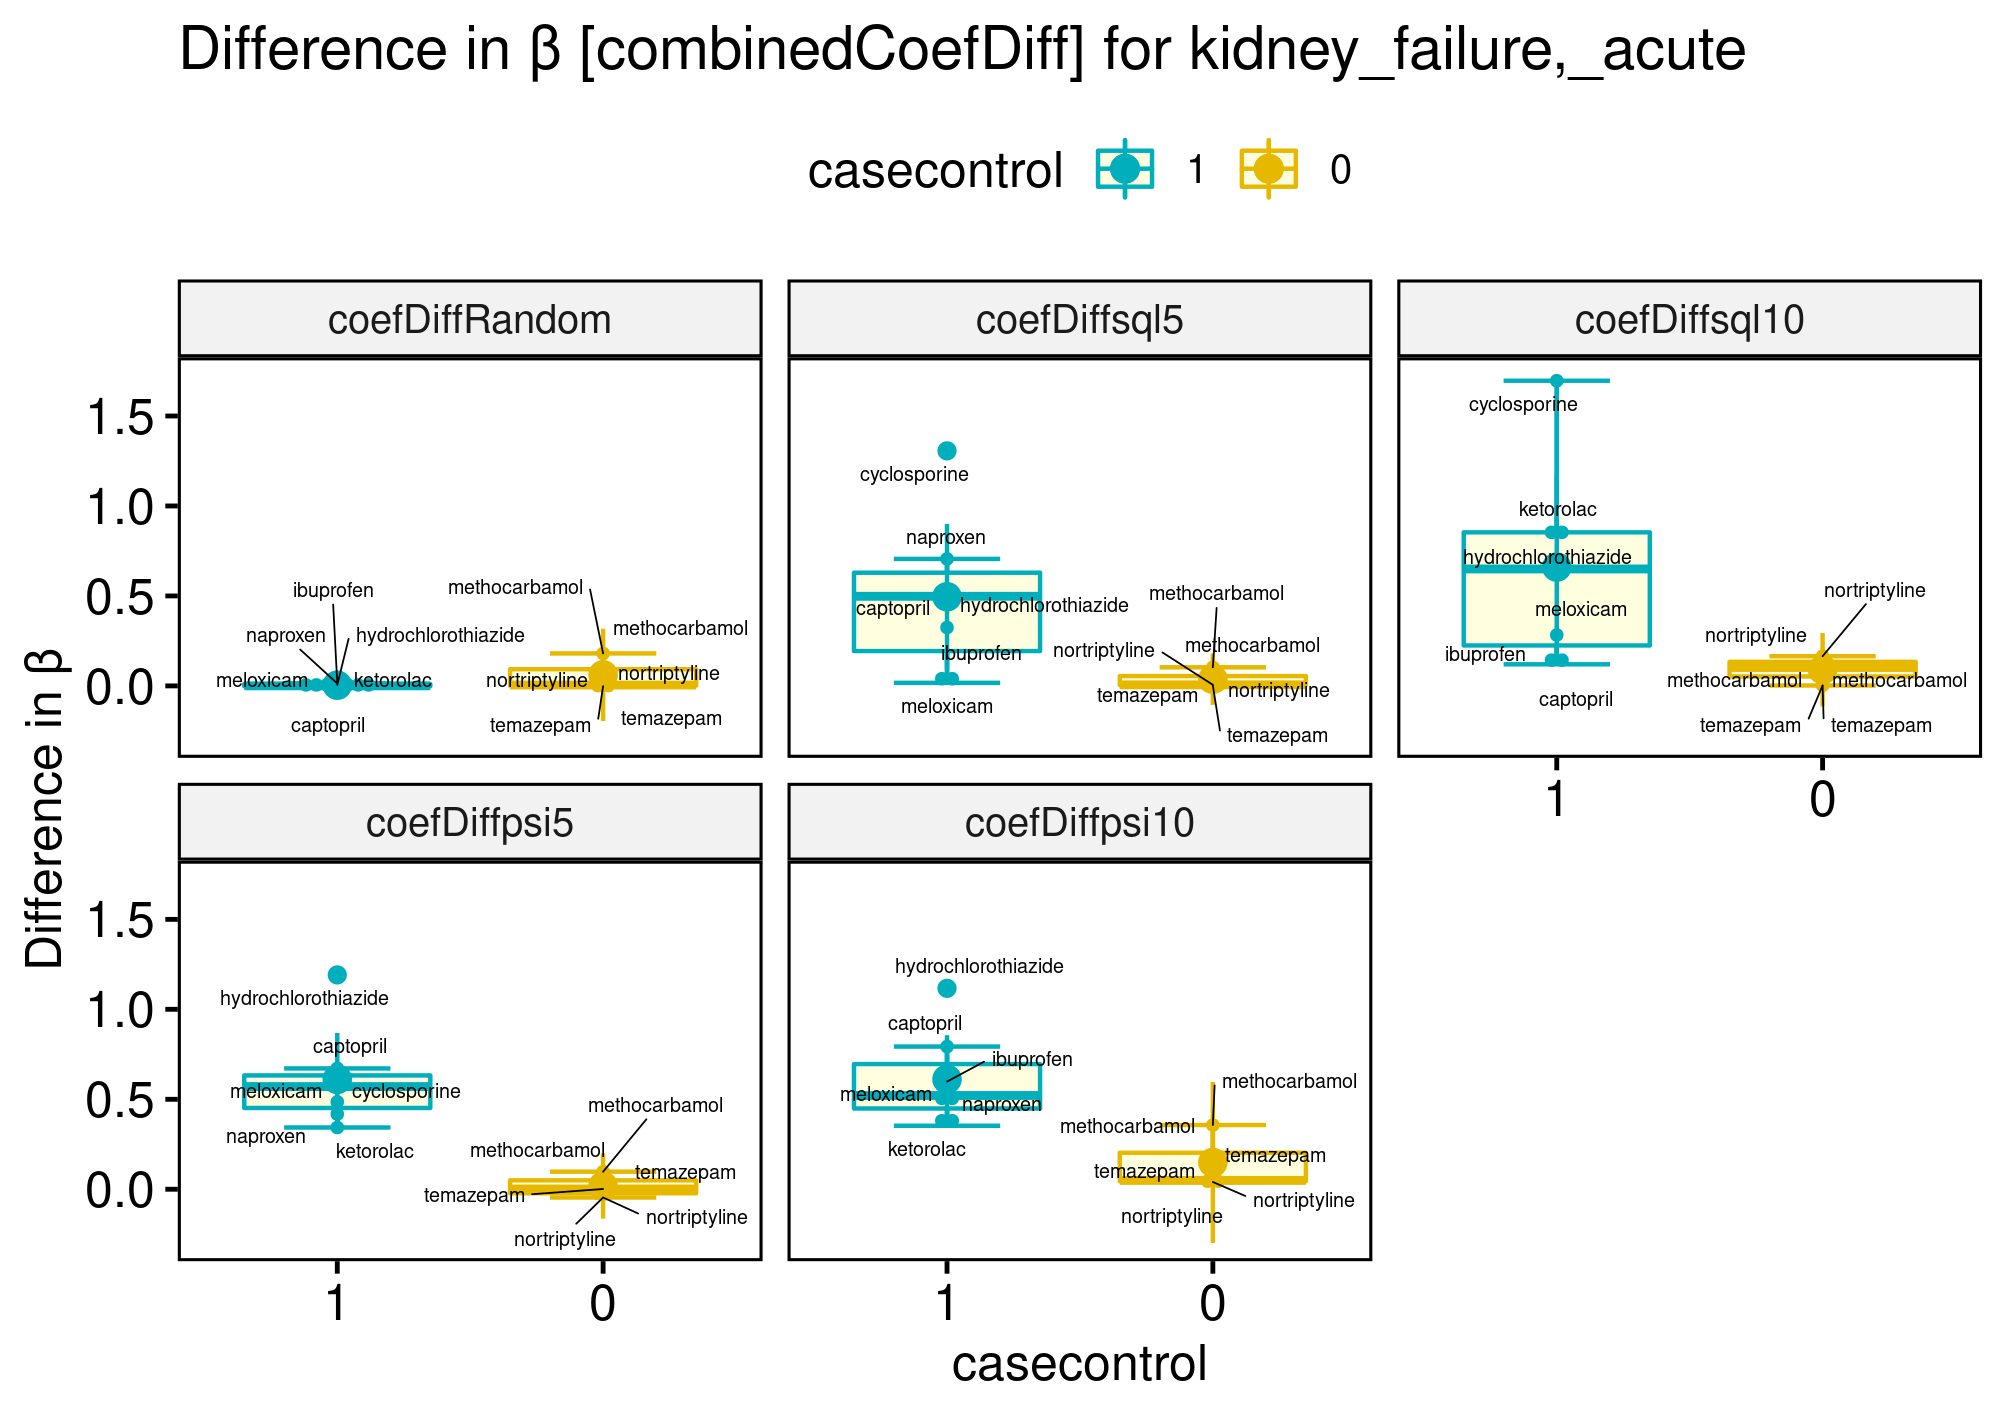 Difference in β [combinedCoefDiff] for kidney_failure,_acute
casecontrol 1 0
coefDiffRandom
coefDiffsql5
coefDiffsql10
Difference in β
1.5
1.0
0.5
0.0
ibuprofen
methocarbamol
naproxen
hydrochlorothiazide
methocarbamol
meloxicam
ketorolac
nortriptyline
nortriptyline
captopril
temazepam
temazepam
cyclosporine
naproxen
captopril
hydrochlorothiazide
methocarbamol
ibuprofen
nortriptyline
methocarbamol
temazepam
nortriptyline
meloxicam
temazepam
cyclosporine
ketorolac
hydrochlorothiazide
meloxicam
nortriptyline
ibuprofen
nortriptyline
methocarbamol
methocarbamol
captopril
temazepam
temazepam
1 0
coefDiffpsi5
coefDiffpsi10
1.5
1.0
0.5
0.0
hydrochlorothiazide
captopril
meloxicam
cyclosporine
methocarbamol
naproxen
ketorolac
methocarbamol
temazepam
temazepam
nortriptyline
nortriptyline
hydrochlorothiazide
captopril
ibuprofen
meloxicam
naproxen
methocarbamol
ketorolac
methocarbamol
temazepam
temazepam
nortriptyline
nortriptyline
1 0
1 0
casecontrol